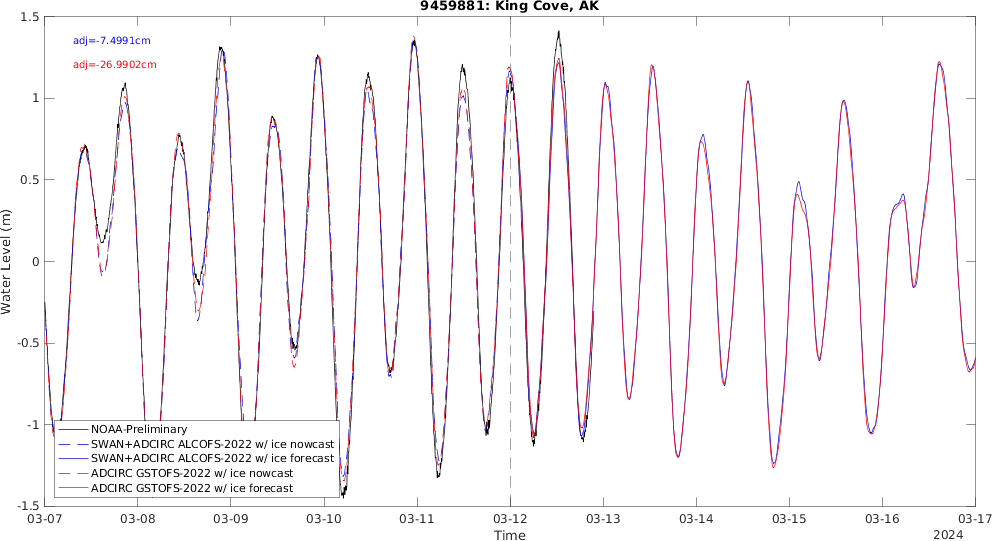 9459881: King Cove, AK
adj=-7.4991cm
adj=-26.9902cm
1.5
1
0.5
0
-0.5
-1
-1.5
Water Level (m)
NOAA-Preliminary
SWAN+ADCIRC ALCOFS-2022 w/ ice nowcast
SWAN+ADCIRC ALCOFS-2022 w/ ice forecast
ADCIRC GSTOFS-2022 w/ ice nowcast
ADCIRC GSTOFS-2022 w/ ice forecast
03-07 03-08 03-09 03-10 03-11 03-12 03-13 03-14 03-15 03-16 03-17
Time
2024